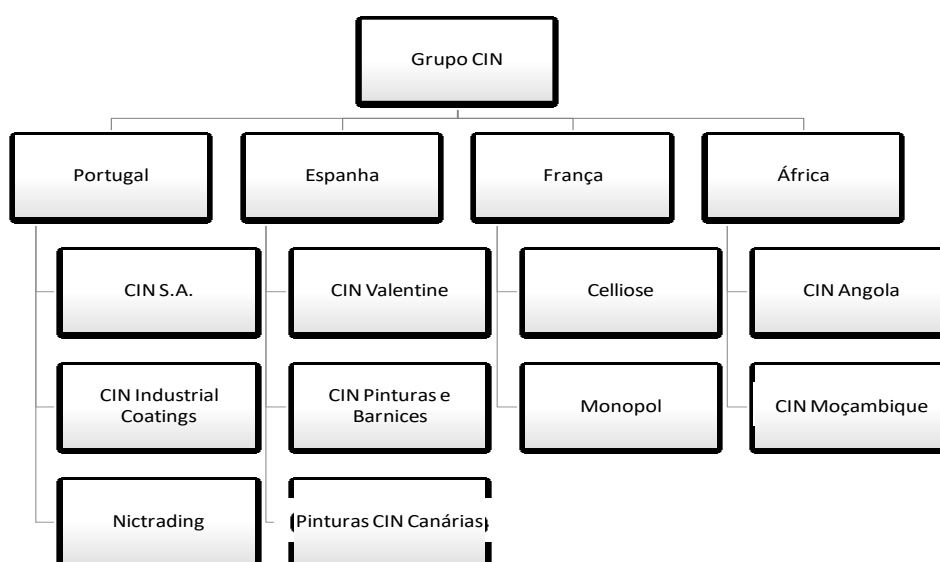 Grupo CIN
Portugal
Espanha
França
África
CIN S.A.
CIN Valentine
Celliose
CIN Angola
CIN Industrial
Coatings
CIN Pinturas e
Barnices
Monopol
CIN Moçambique
Nictrading
Pinturas CIN Canárias